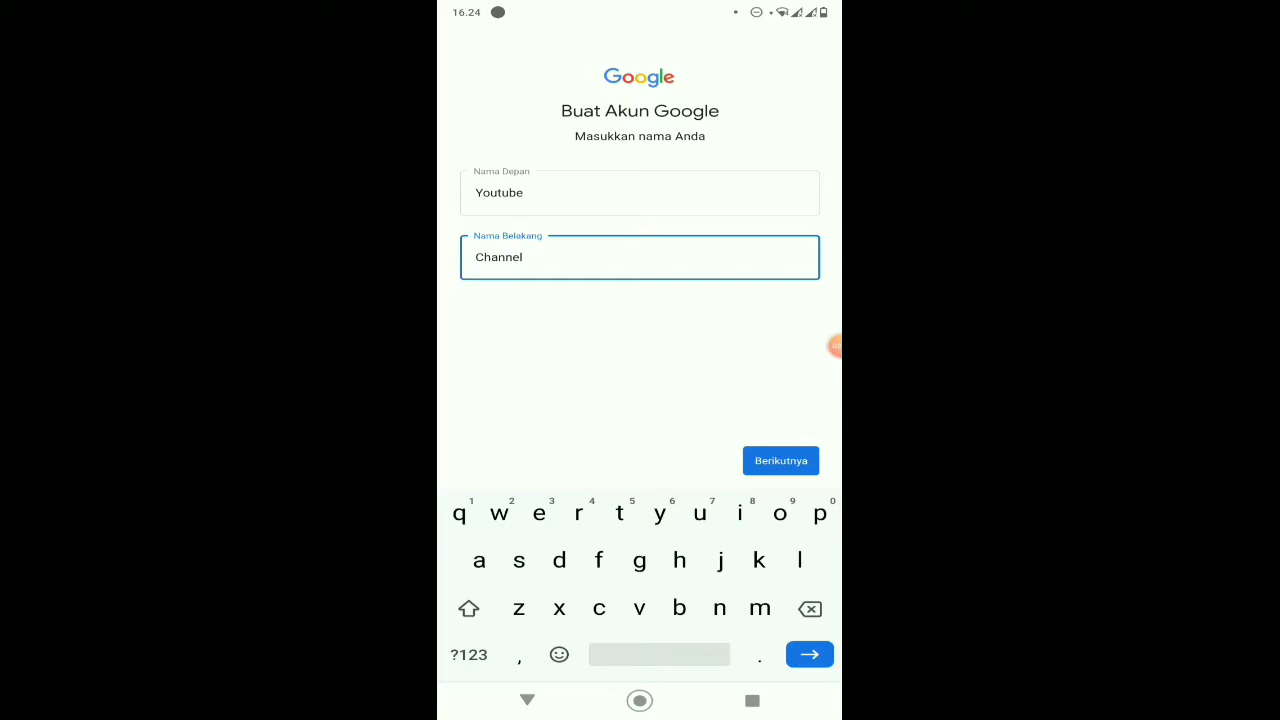 16.24
Google
Buat Akun Google
Masukkan nama Anda
Nama Depan
Youtube
Nama Belakang
Channel
Berikutnya
1 2 3 4 5 6 7 8 9 0
q w e r t y u i o p
a s d f g h j k l
z x c v b n m
?123 , .